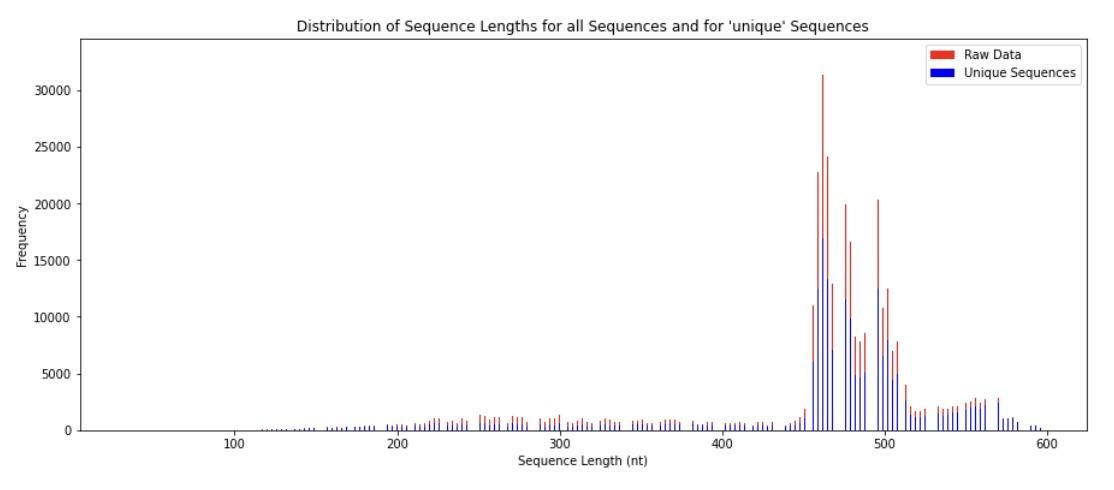 Distribution of Sequence Lengths for all Sequences and for 'unique' Sequences
Raw Data
Unique Sequences
Frequency
30000
25000
20000
15000
10000
5000
0
100 200 300 400 500 600
Sequence Length (nt)